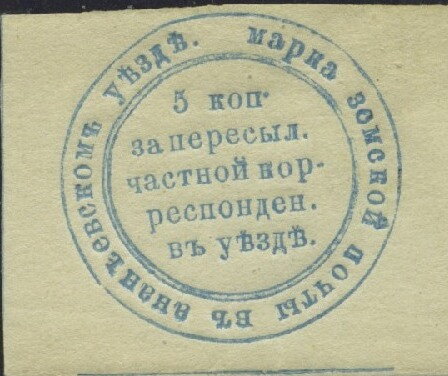 марка земской почты въ ананьевскомъ уѣздѣ.
5 коп.
за пересыл.
частной кор-
респонден.
въ уѣздѣ.